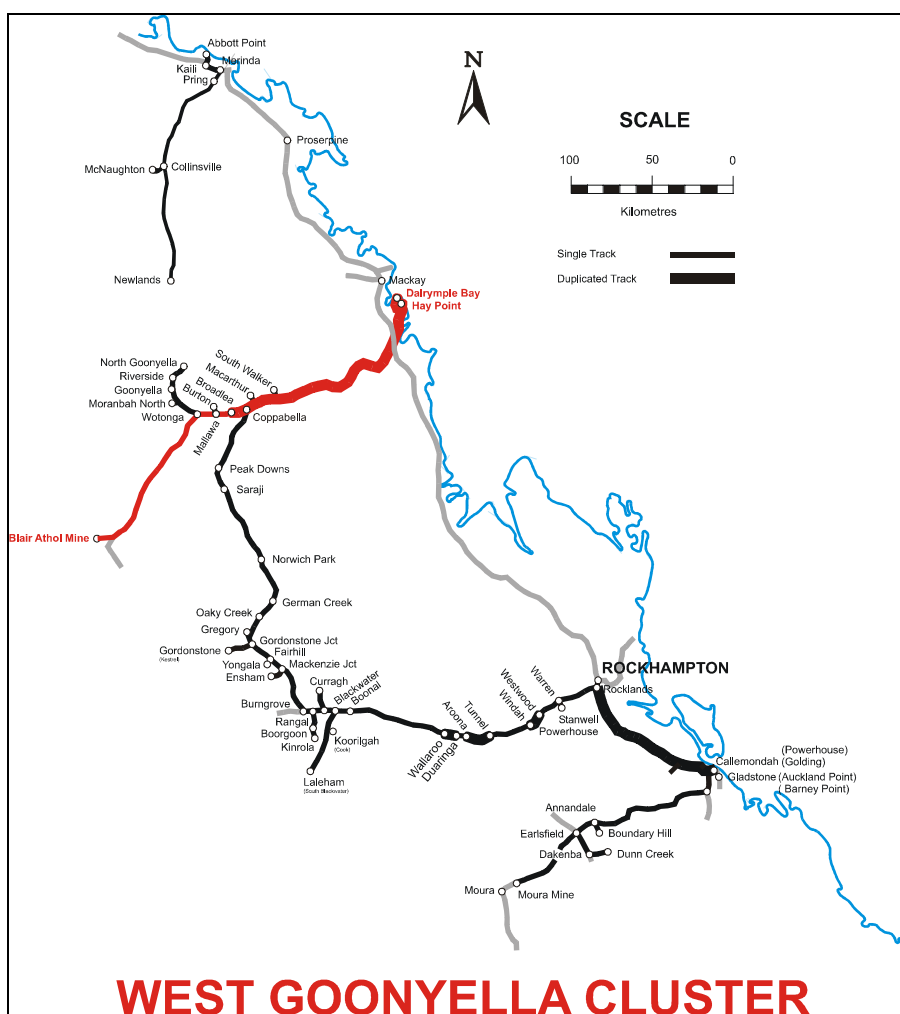 Abbott Point
Merinda
Kaili
Pring
N
SCALE
100 50 0
Kilometres
Single Track
Duplicated Track
Proserpine
McNaughton
Collinsville
Newlands
Mackay
Dalrymple Bay
Hay Point
North Goonyella
Riverside
Goonyella
Moranbah North
Wotonga
South Walker
Macarthur
Broadlea
Burton
Mallawa
Coppabella
Peak Downs
Saraji
Blair Athol Mine
Norwich Park
German Creek
Oaky Creek
Gregory
Gordonstone Jct
Gordonstone
(Kestrel)
Fairhill
Yongala
Mackenzie Jct
Ensham
Curragh
Blackwater
Boonal
Burngrove
Rangal
Boorgoon
Kinrola
Koorilgah
(Cook)
Laleham
(South Blackwater)
Wallaroo
Duaringa
Aroona
Tunnel
Windah
Westwood
Warren
Stanwell
Powerhouse
ROCKHAMPTON
Rocklands
Callemondah
(Powerhouse)
(Golding)
Gladstone
(Auckland Point)
( Barney Point)
Annandale
Earlsfield
Boundary Hill
Dakenba
Dunn Creek
Moura
Moura Mine
WEST GOONYELLA CLUSTER